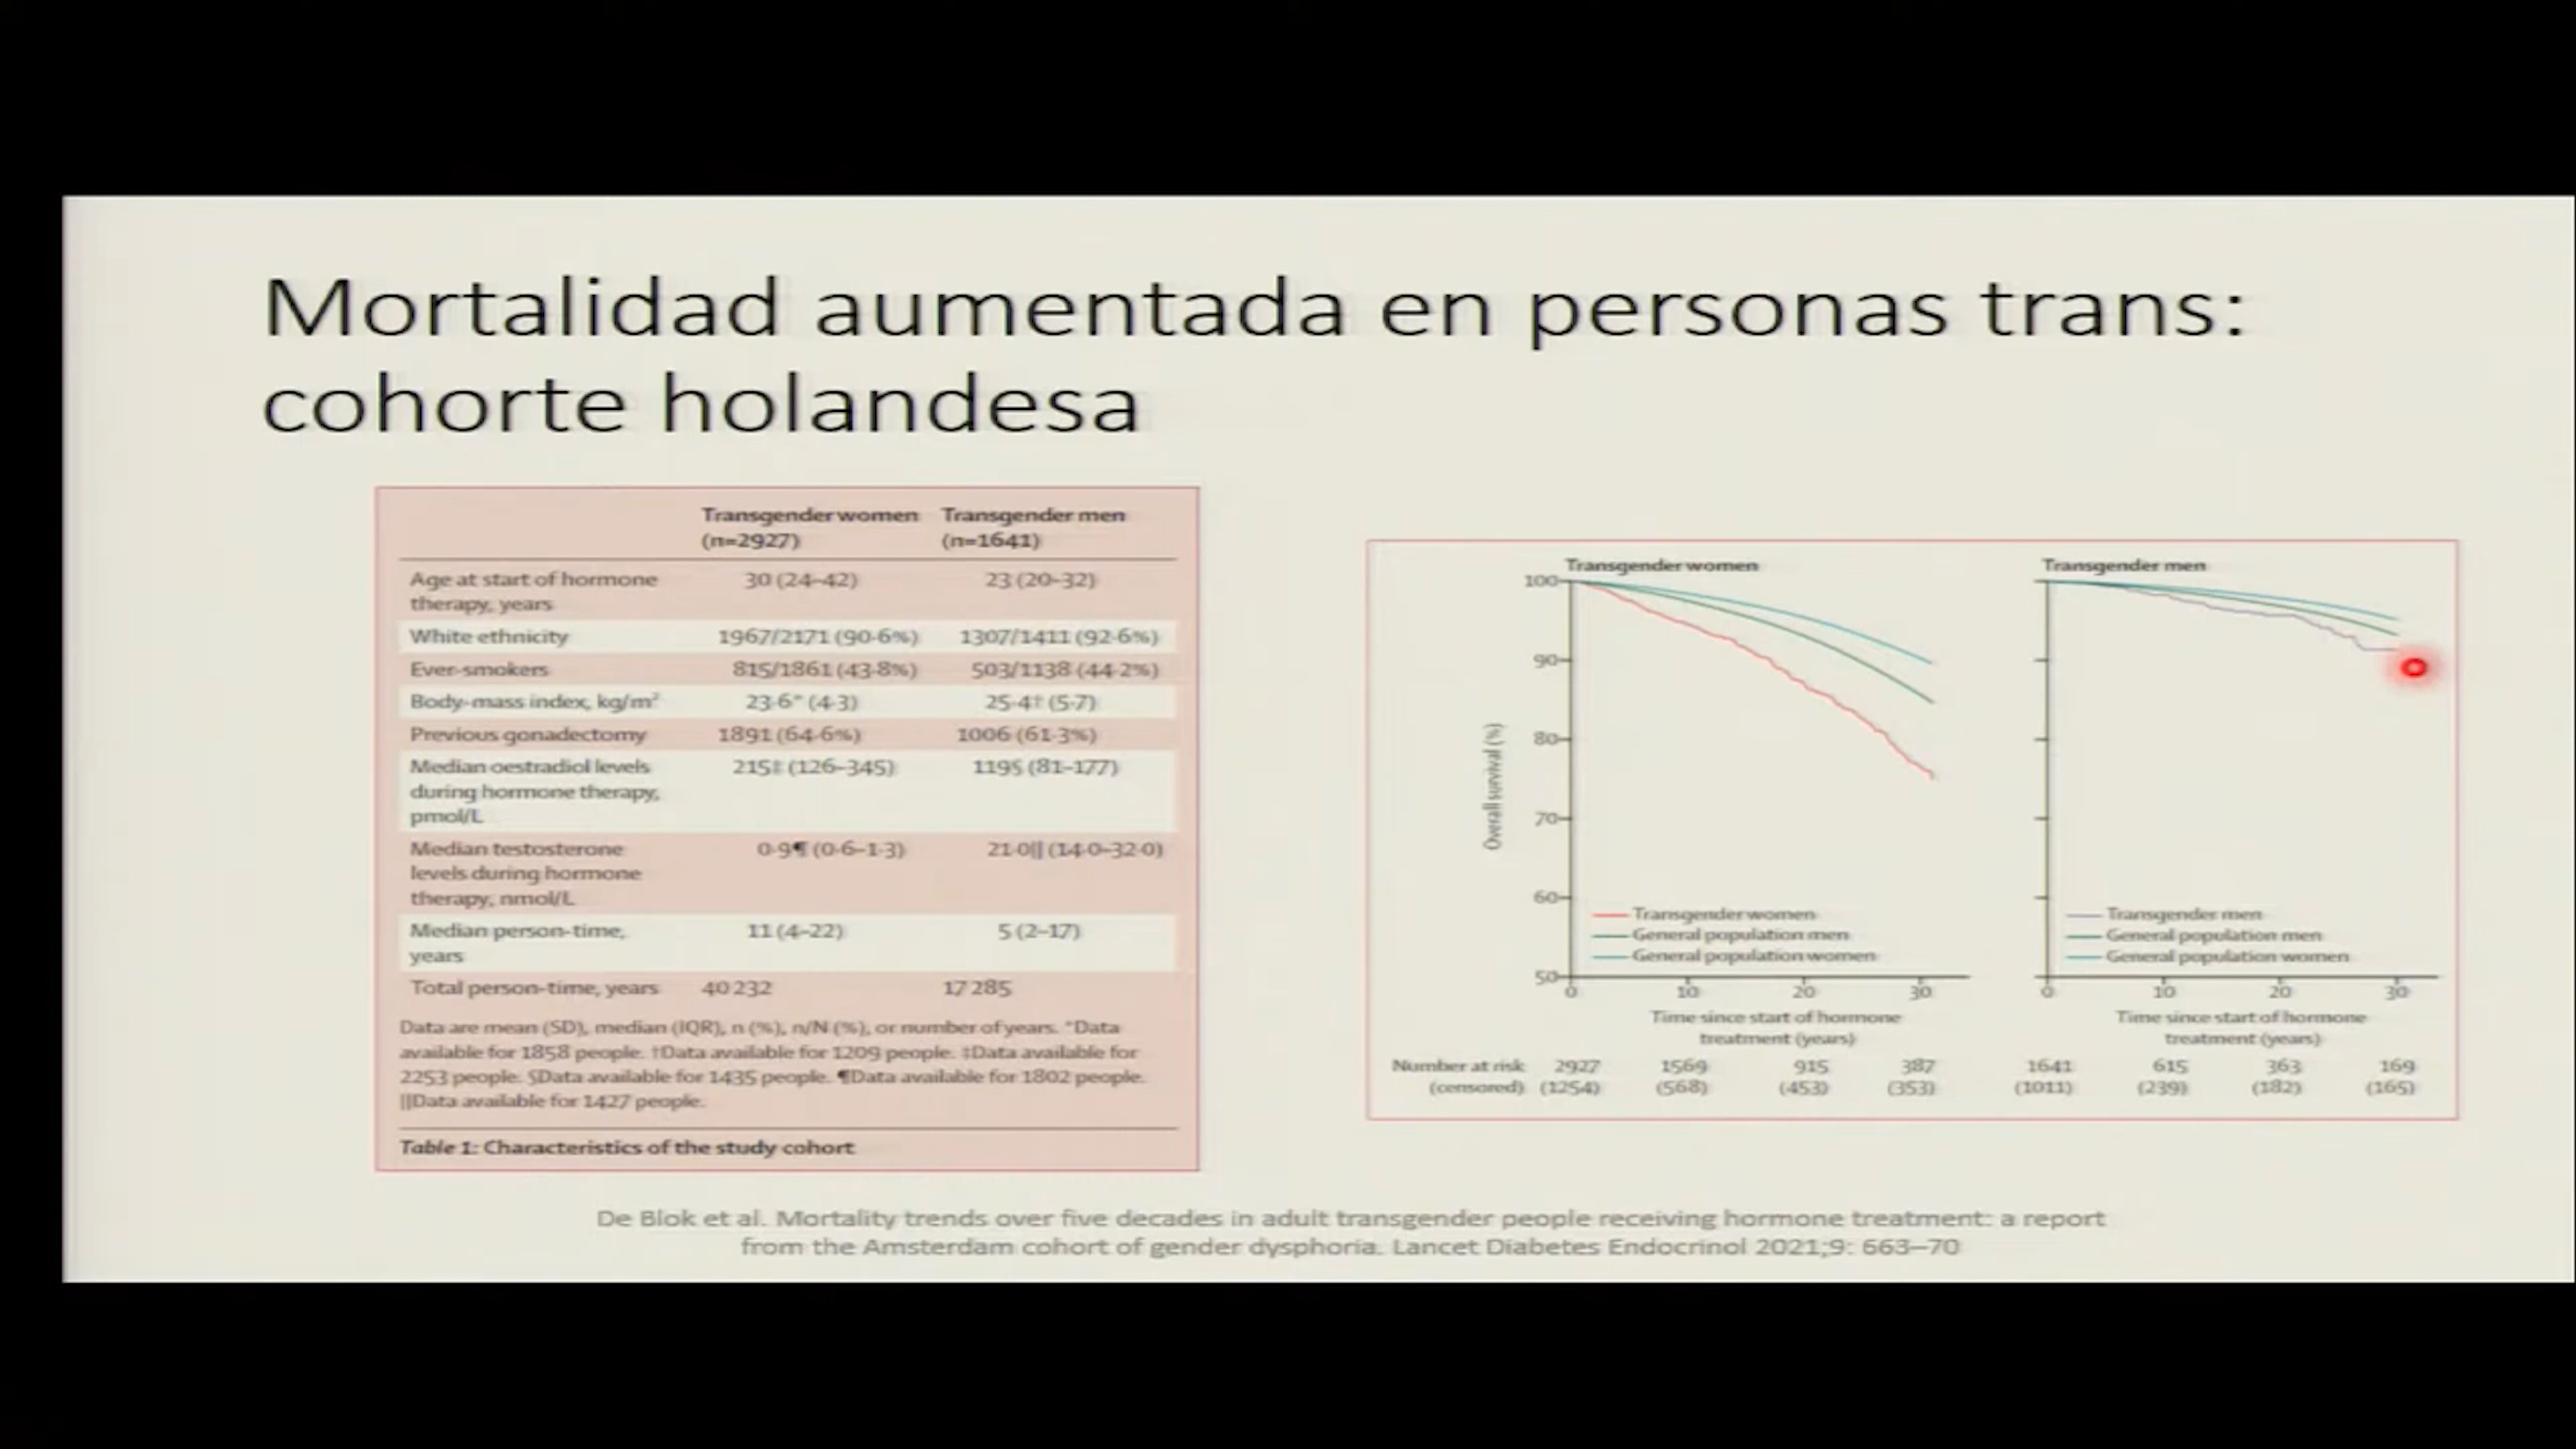 Mortalidad aumentada en personas trans:
cohorte holandesa
Transgender women Transgender men
(n=2927) (n=1641)
Age at start of hormone 30 (24–42) 23 (20–32)
therapy, years
White ethnicity 1967/2171 (90·6%) 1307/1411 (92·6%)
Ever-smokers 815/1861 (43·8%) 503/1138 (44·2%)
Body-mass index, kg/m² 23·6* (4·3) 25·4† (5·7)
Previous gonadectomy 1891 (64·6%) 1006 (61·3%)
Median oestradiol levels 215‡ (126–345) 119§ (81–177)
during hormone therapy,
pmol/L
Median testosterone 0·9¶ (0·6–1·3) 21·0|| (14·0–32·0)
levels during hormone
therapy, nmol/L
Median person-time, 11 (4–22) 5 (2–17)
years
Total person-time, years 40 232 17 285
Data are mean (SD), median (IQR), n (%), n/N (%), or number of years. *Data
available for 1858 people. †Data available for 1209 people. ‡Data available for
2253 people. §Data available for 1435 people. ¶Data available for 1802 people.
||Data available for 1427 people.
Table 1: Characteristics of the study cohort
Transgender women
100
90
80
70
60
50
Overall survival (%)
Transgender women
General population men
General population women
0 10 20 30
Time since start of hormone
treatment (years)
Transgender men
Transgender men
General population men
General population women
0 10 20 30
Time since start of hormone
treatment (years)
Number at risk 2927 1569 915 387 1641 615 363 169
(censored) (1254) (568) (453) (353) (1011) (239) (182) (165)
De Blok et al. Mortality trends over five decades in adult transgender people receiving hormone treatment: a report
from the Amsterdam cohort of gender dysphoria. Lancet Diabetes Endocrinol 2021;9: 663–70